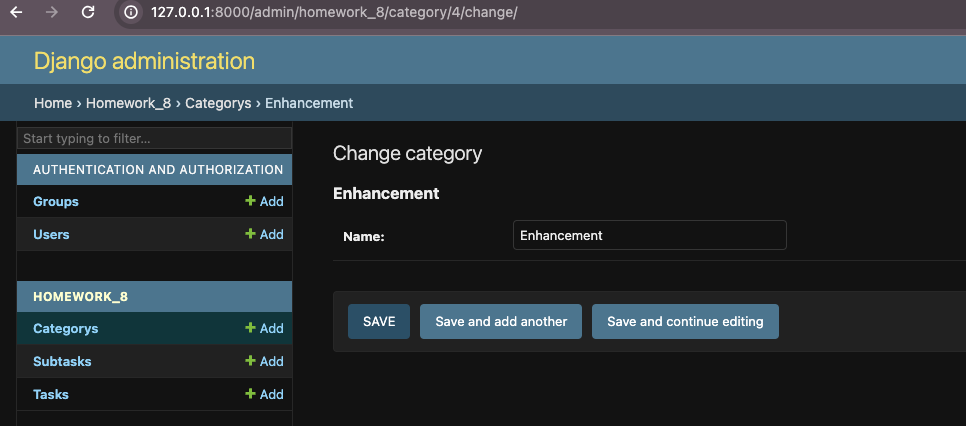 127.0.0.1:8000/admin/homework_8/category/4/change/
Django administration
Home › Homework_8 › Categorys › Enhancement
Start typing to filter...
AUTHENTICATION AND AUTHORIZATION
Groups + Add
Users + Add
HOMEWORK_8
Categorys + Add
Subtasks + Add
Tasks + Add
Change category
Enhancement
Name: Enhancement
SAVE Save and add another Save and continue editing